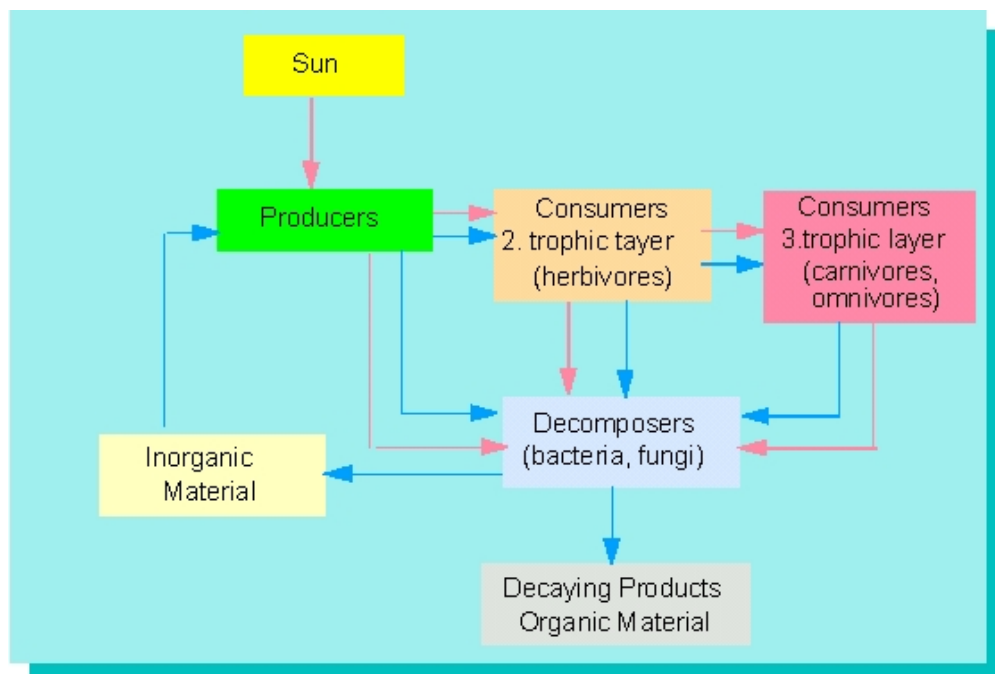 Sun
Producers
Consumers
2. trophic tayer
(herbivores)
Consumers
3.trophic layer
(carnivores,
omnivores)
Decomposers
(bacteria, fungi)
Inorganic
Material
Decaying Products
Organic Material